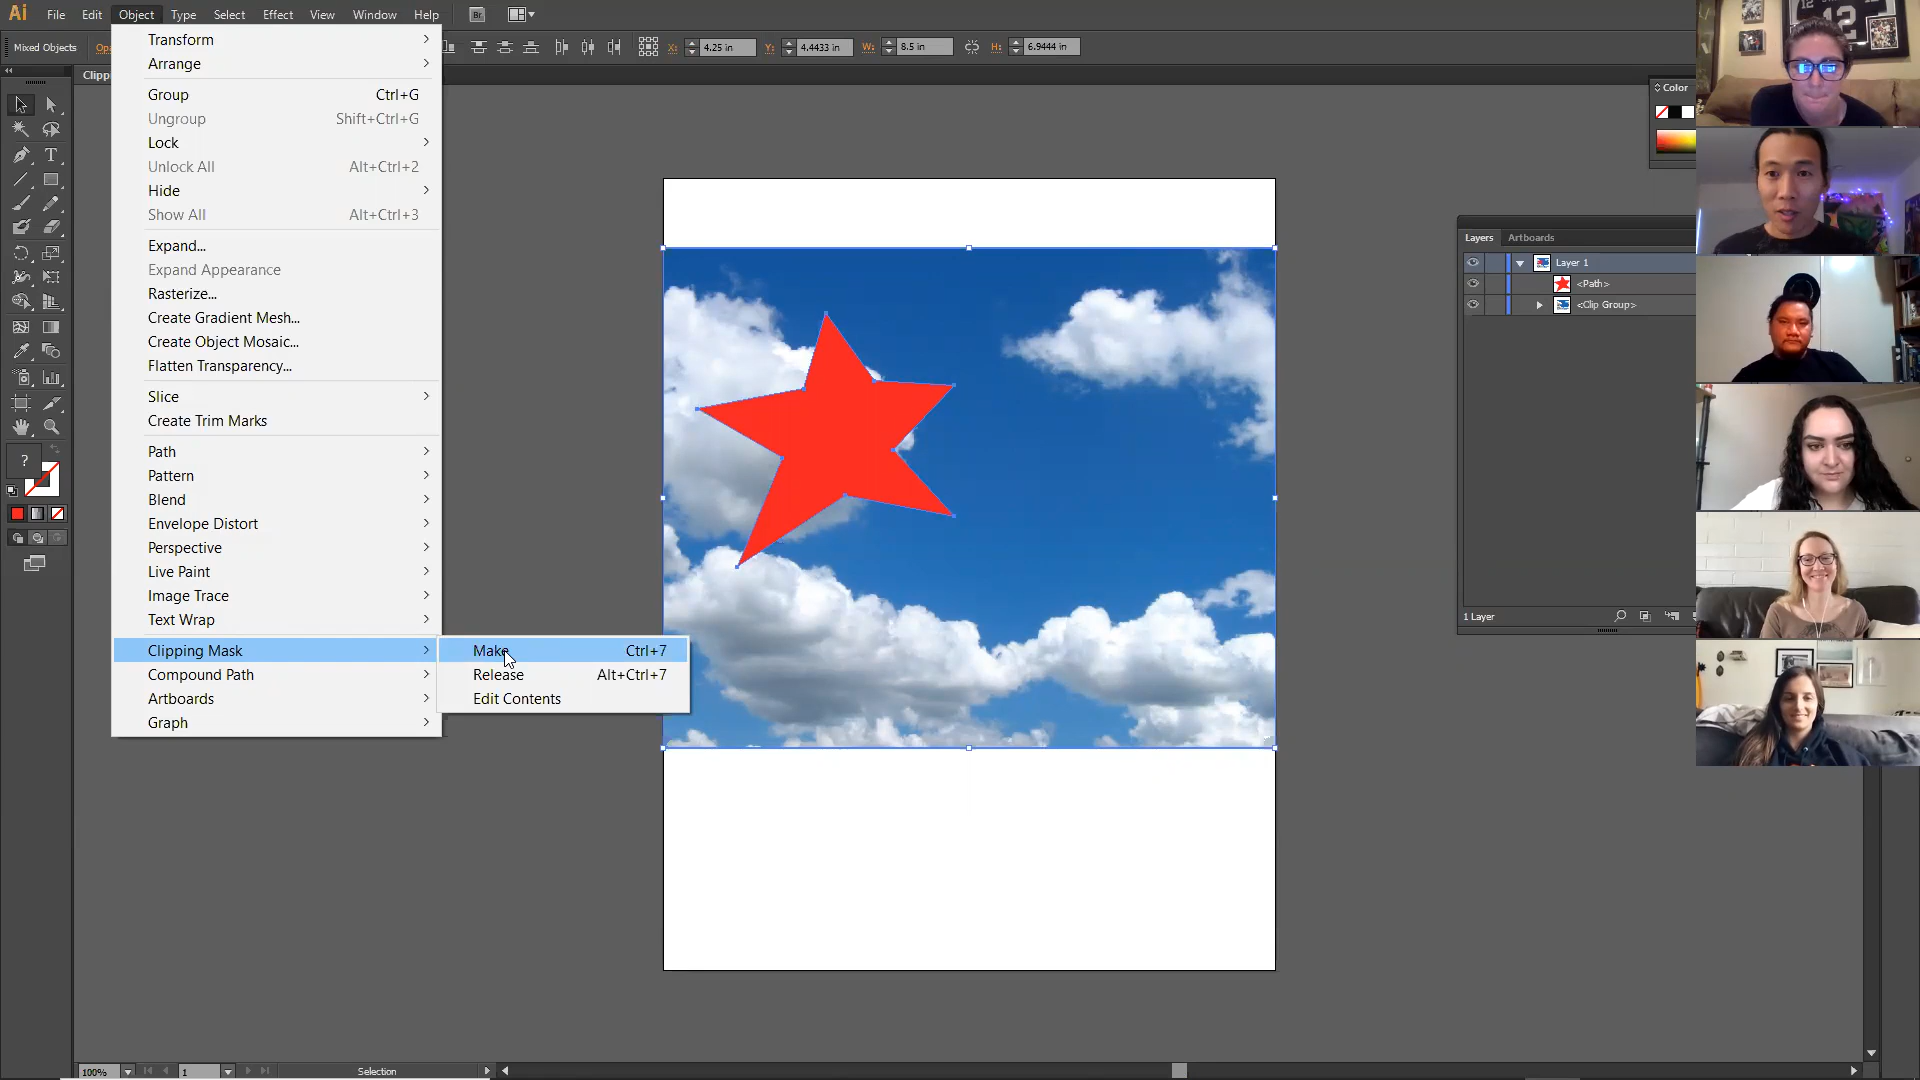 Ai File Edit Object Type Select Effect View Window Help Br
Mixed Objects X: 4.25 in Y: 4.4433 in W: 8.5 in H: 6.9444 in
Transform
Arrange
Group Ctrl+G
Ungroup Shift+Ctrl+G
Lock
Unlock All Alt+Ctrl+2
Hide
Show All Alt+Ctrl+3
Expand...
Expand Appearance
Rasterize...
Create Gradient Mesh...
Create Object Mosaic...
Flatten Transparency...
Slice
Create Trim Marks
Path
Pattern
Blend
Envelope Distort
Perspective
Live Paint
Image Trace
Text Wrap
Clipping Mask
Compound Path
Artboards
Graph
Make Ctrl+7
Release Alt+Ctrl+7
Edit Contents
Color
Layers Artboards
Layer 1
<Path>
<Clip Group>
1 Layer
?
100% 1 Selection
12 12